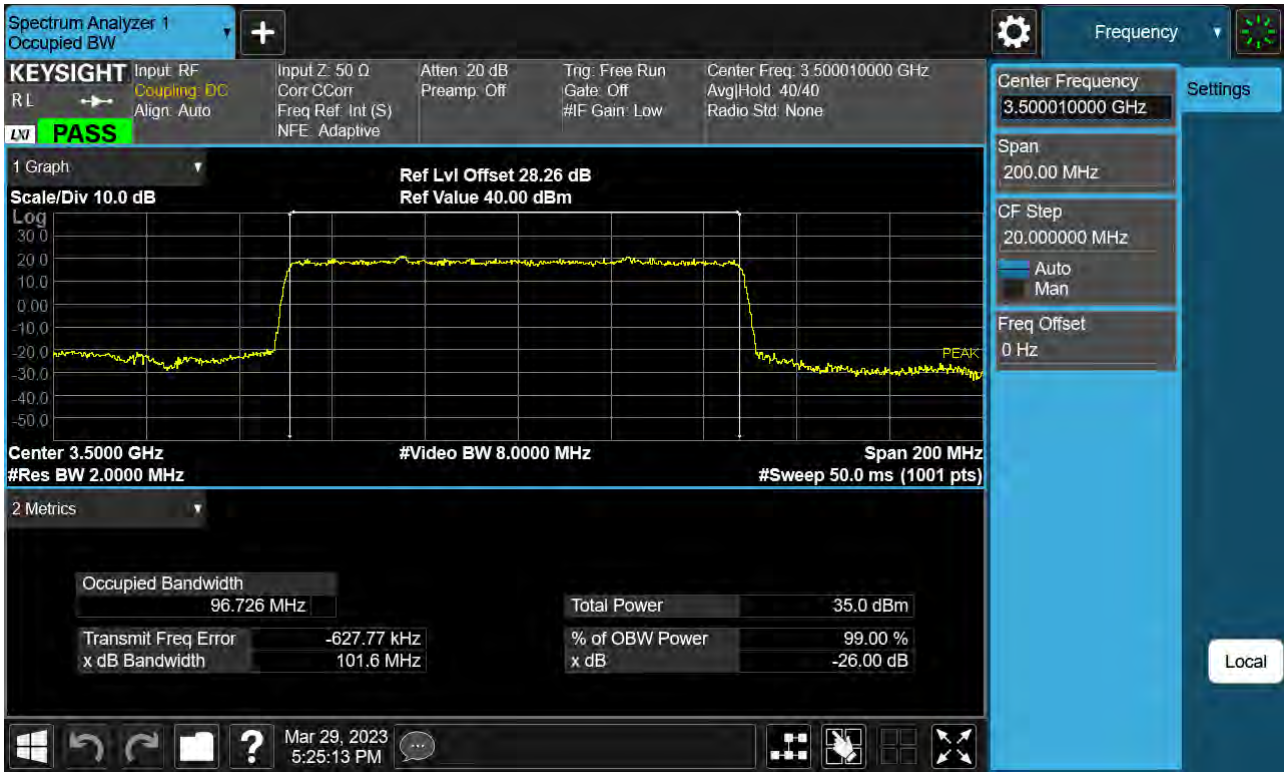 Spectrum Analyzer 1
Occupied BW
+
Frequency
KEYSIGHT
RL
LXI
PASS
Input: RF
Coupling: DC
Align: Auto
Input Z: 50 Ω
Corr CCorr
Freq Ref: Int (S)
NFE: Adaptive
Atten: 20 dB
Preamp: Off
Trig: Free Run
Gate: Off
#IF Gain: Low
Center Freq: 3.500010000 GHz
Avg|Hold: 40/40
Radio Std: None
Center Frequency
3.500010000 GHz
Settings
Span
200.00 MHz
CF Step
20.000000 MHz
Auto
Man
Freq Offset
0 Hz
1 Graph
Scale/Div 10.0 dB
Ref Lvl Offset 28.26 dB
Ref Value 40.00 dBm
Log
30.0
20.0
10.0
0.00
-10.0
-20.0
-30.0
-40.0
-50.0
PEAK
Center 3.5000 GHz
#Video BW 8.0000 MHz
Span 200 MHz
#Res BW 2.0000 MHz
#Sweep 50.0 ms (1001 pts)
2 Metrics
Occupied Bandwidth
96.726 MHz
Total Power 35.0 dBm
Transmit Freq Error -627.77 kHz
% of OBW Power 99.00 %
x dB Bandwidth 101.6 MHz
x dB -26.00 dB
Local
?
Mar 29, 2023
5:25:13 PM